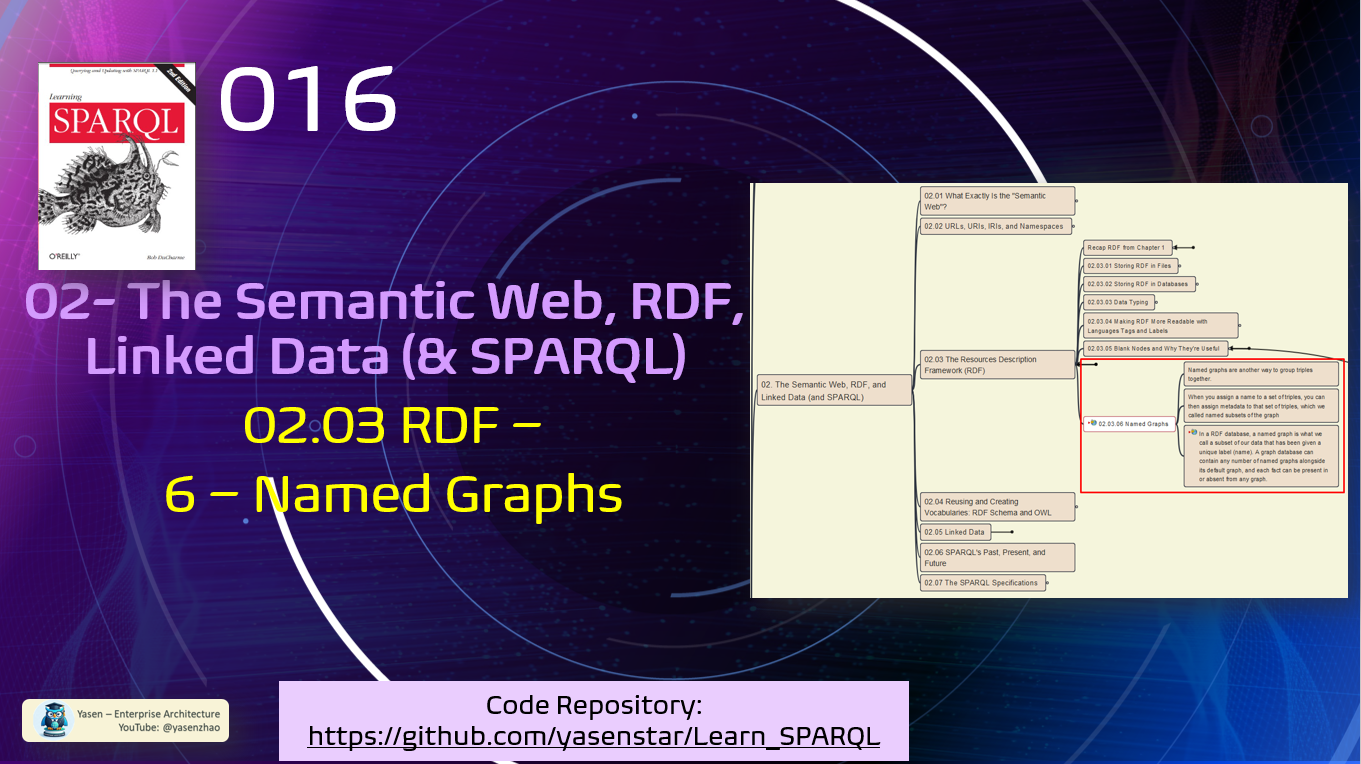 Querying and Updating with SPARQL 1.1
2nd Edition
Learning
SPARQL
O'REILLY®
Bob DuCharme
016
02- The Semantic Web, RDF,
Linked Data (& SPARQL)
02.03 RDF –
6 – Named Graphs
02. The Semantic Web, RDF, and
Linked Data (and SPARQL)
02.01 What Exactly Is the "Semantic
Web"?
02.02 URLs, URIs, IRIs, and Namespaces
02.03 The Resources Description
Framework (RDF)
Recap RDF from Chapter 1
02.03.01 Storing RDF in Files
02.03.02 Storing RDF in Databases
02.03.03 Data Typing
02.03.04 Making RDF More Readable with
Languages Tags and Labels
02.03.05 Blank Nodes and Why They're Useful
02.03.06 Named Graphs
Named graphs are another way to group triples
together.
When you assign a name to a set of triples, you can
then assign metadata to that set of triples, which we
called named subsets of the graph
In a RDF database, a named graph is what we
call a subset of our data that has been given a
unique label (name). A graph database can
contain any number of named graphs alongside
its default graph, and each fact can be present in
or absent from any graph.
02.04 Reusing and Creating
Vocabularies: RDF Schema and OWL
02.05 Linked Data
02.06 SPARQL's Past, Present, and
Future
02.07 The SPARQL Specifications
Yasen – Enterprise Architecture
YouTube: @yasenzhao
Code Repository:
https://github.com/yasenstar/Learn_SPARQL